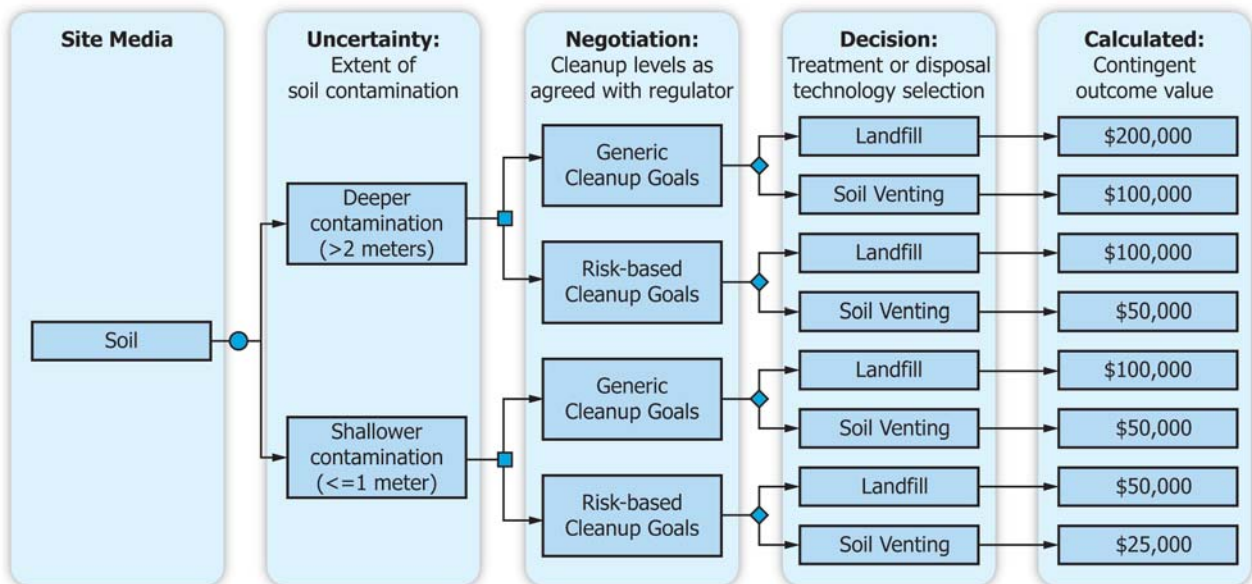 Site Media
Uncertainty:
Extent of
soil contamination
Negotiation:
Cleanup levels as
agreed with regulator
Decision:
Treatment or disposal
technology selection
Calculated:
Contingent
outcome value
Soil
Deeper
contamination
(>2 meters)
Shallower
contamination
(<=1 meter)
Generic
Cleanup Goals
Risk-based
Cleanup Goals
Generic
Cleanup Goals
Risk-based
Cleanup Goals
Landfill
Soil Venting
Landfill
Soil Venting
Landfill
Soil Venting
Landfill
Soil Venting
$200,000
$100,000
$100,000
$50,000
$100,000
$50,000
$50,000
$25,000